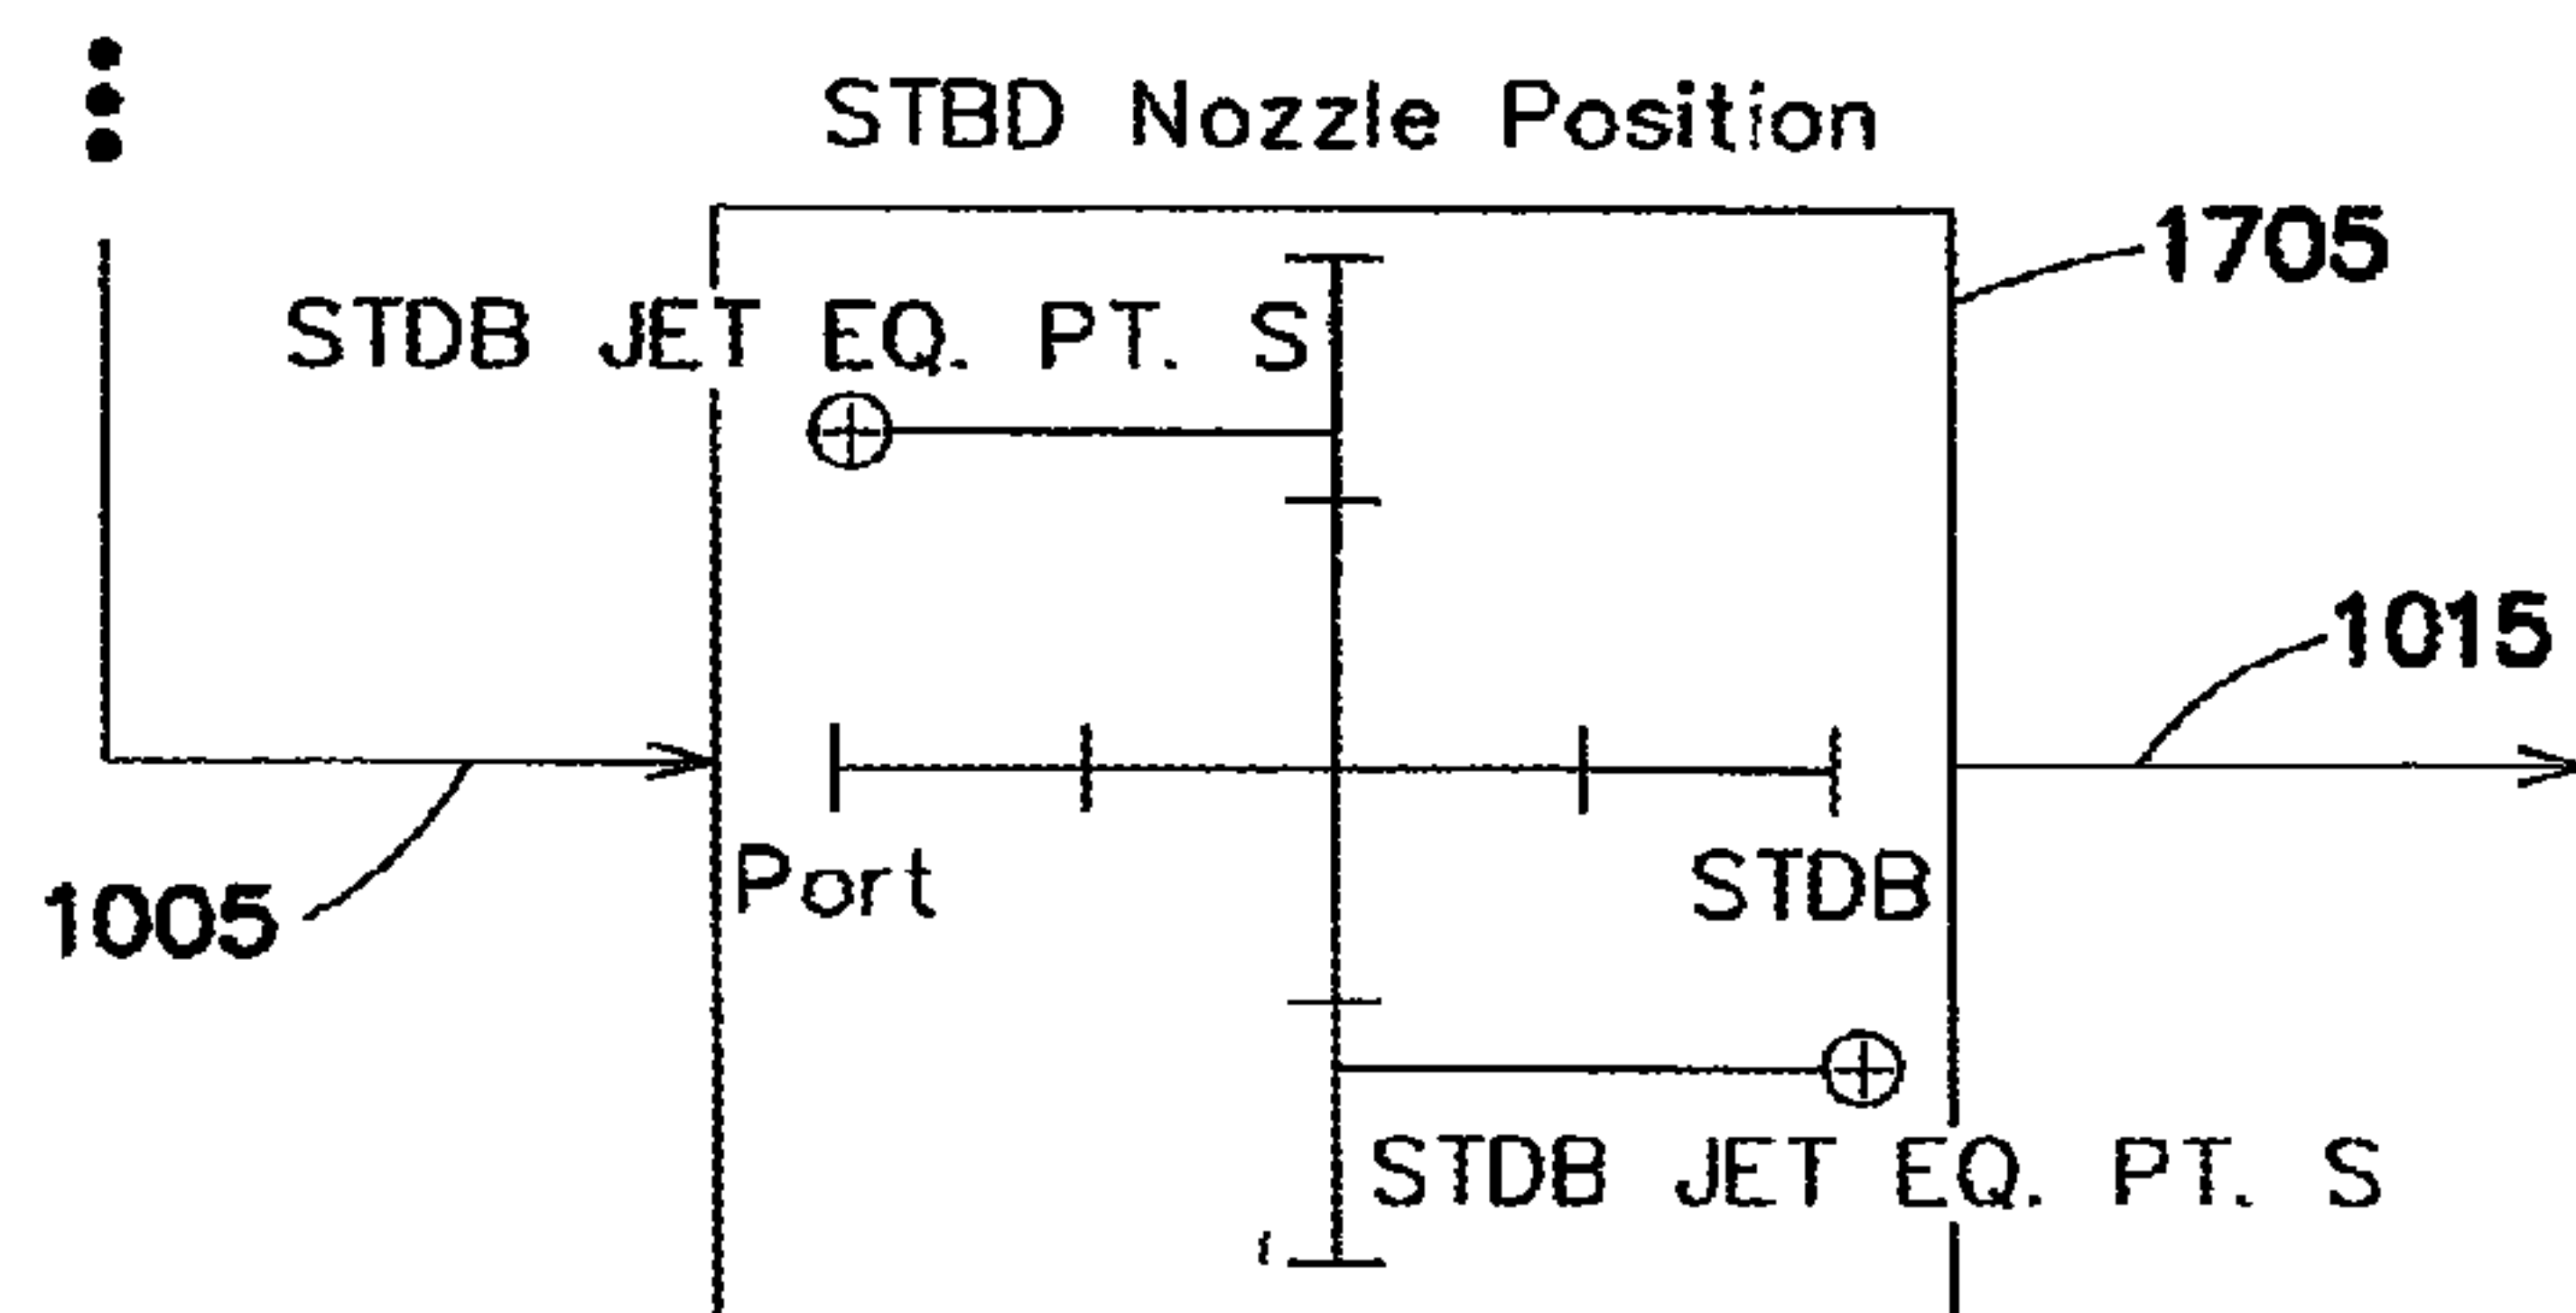 STBD Nozzle Position
1705
STDB JET EQ. PT. S
1015
Port
STDB
1005
STDB JET EQ. PT. S